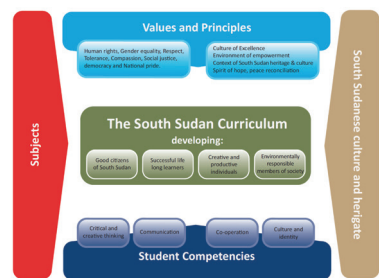 Values and Principles
Human rights, Gender equality, Respect,
Tolerance, Compassion, Social justice,
democracy and National pride.
Culture of Excellence
Environment of empowerment
Context of South Sudan heritage & culture
Spirit of hope, peace reconciliation
Subjects
The South Sudan Curriculum
developing:
Good citizens
of South Sudan
Successful life
long learners
Creative and
productive
individuals
Environmentally
responsible
members of society
South Sudanese culture and herigate
Critical and
creative thinking
Communication
Co-operation
Culture and
identity
Student Competencies